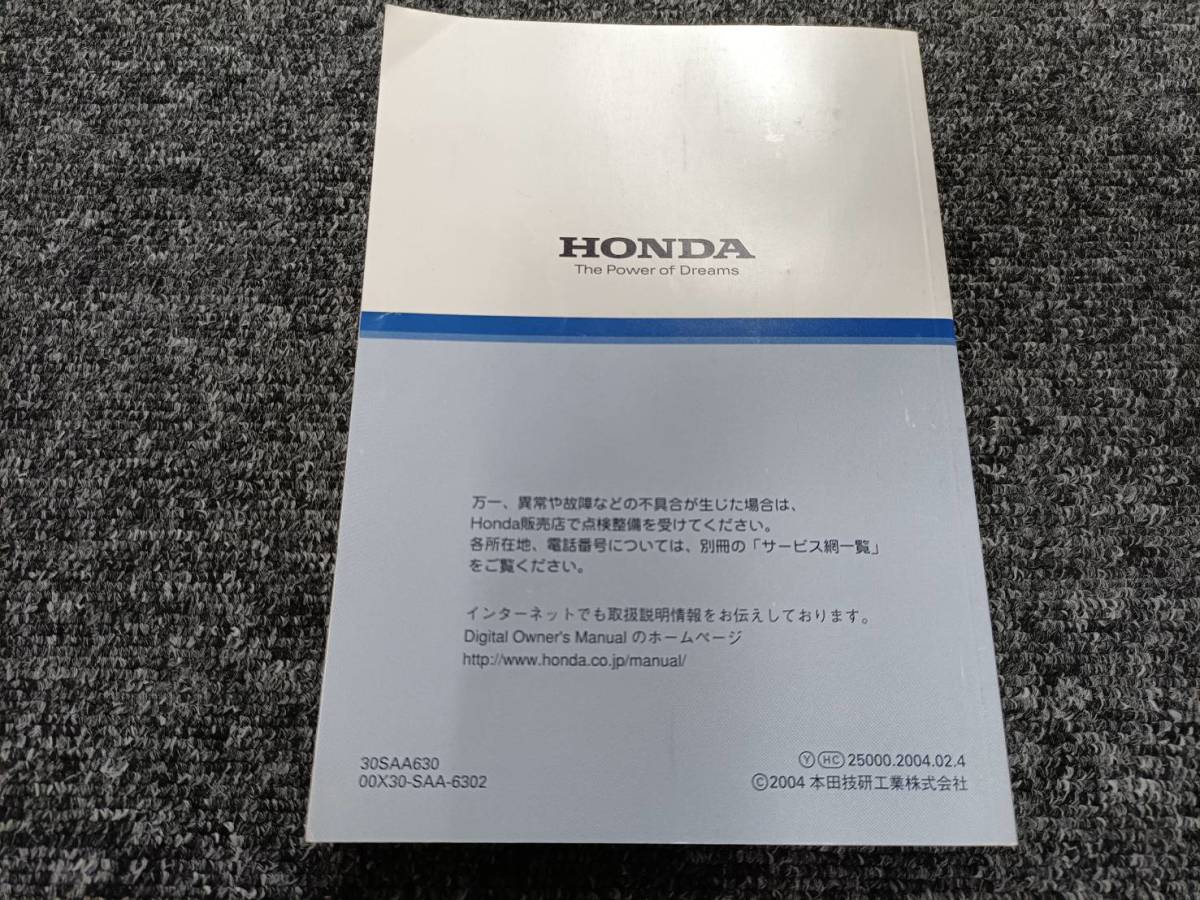 HONDA
The Power of Dreams
万一、異常や故障などの不具合が生じた場合は、
Honda販売店で点検整備を受けてください。
各所在地、電話番号については、別冊の「サービス網一覧」
をご覧ください。
インターネットでも取扱説明情報をお伝えしております。
Digital Owner's Manual のホームページ
http://www.honda.co.jp/manual/
30SAA630
00X30-SAA-6302
Ⓨ HC 25000.2004.02.4
©2004 本田技研工業株式会社